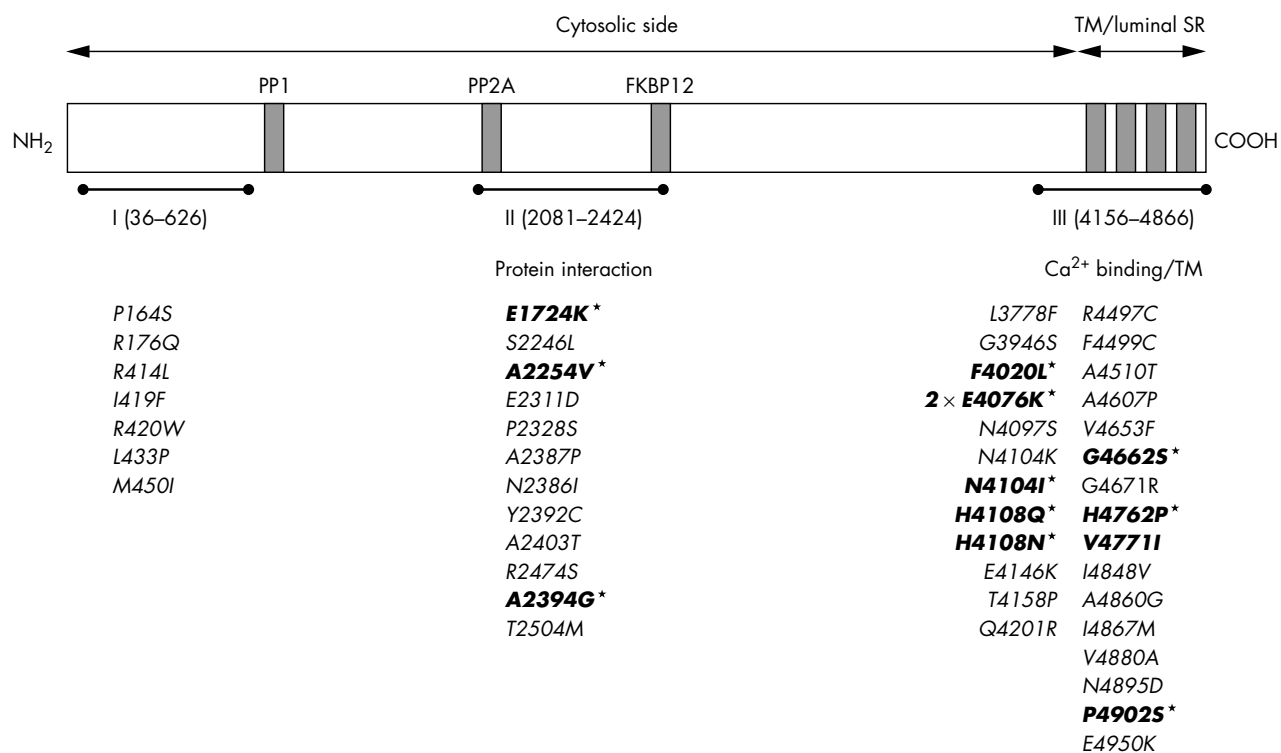 Cytosolic side TM/luminal SR
PP1 PP2A FKBP12
NH2 COOH
I (36–626) II (2081–2424) III (4156–4866)
Protein interaction Ca2+ binding/TM
P164S E1724K* L3778F R4497C
R176Q S2246L G3946S F4499C
R414L A2254V* F4020L* A4510T
I419F E2311D 2 × E4076K* A4607P
R420W P2328S N4097S V4653F
L433P A2387P N4104K G4662S*
M450I N2386I N4104I* G4671R
Y2392C H4108Q* H4762P*
A2403T H4108N* V4771I
R2474S E4146K I4848V
A2394G* T4158P A4860G
T2504M Q4201R I4867M
V4880A
N4895D
P4902S*
E4950K